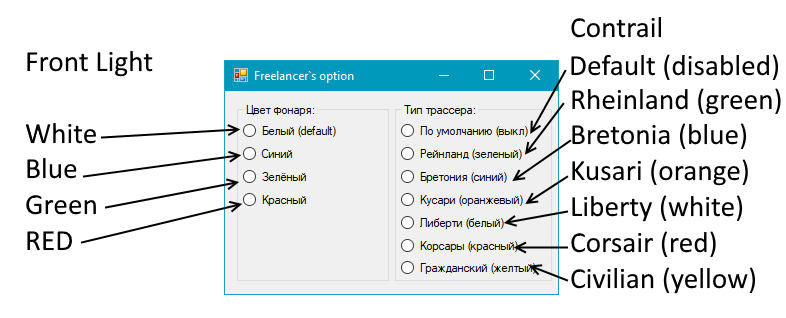 Contrail
Front Light
Freelancer`s option
Default (disabled)
Цвет фонаря:
Тип трассера:
Rheinland (green)
White
Белый (default)
По умолчанию (выкл)
Bretonia (blue)
Blue
Синий
Рейнланд (зеленый)
Kusari (orange)
Green
Зелёный
Бретония (синий)
Liberty (white)
RED
Красный
Кусари (оранжевый)
Corsair (red)
Либерти (белый)
Корсары (красный)
Civilian (yellow)
Гражданский (желтый)